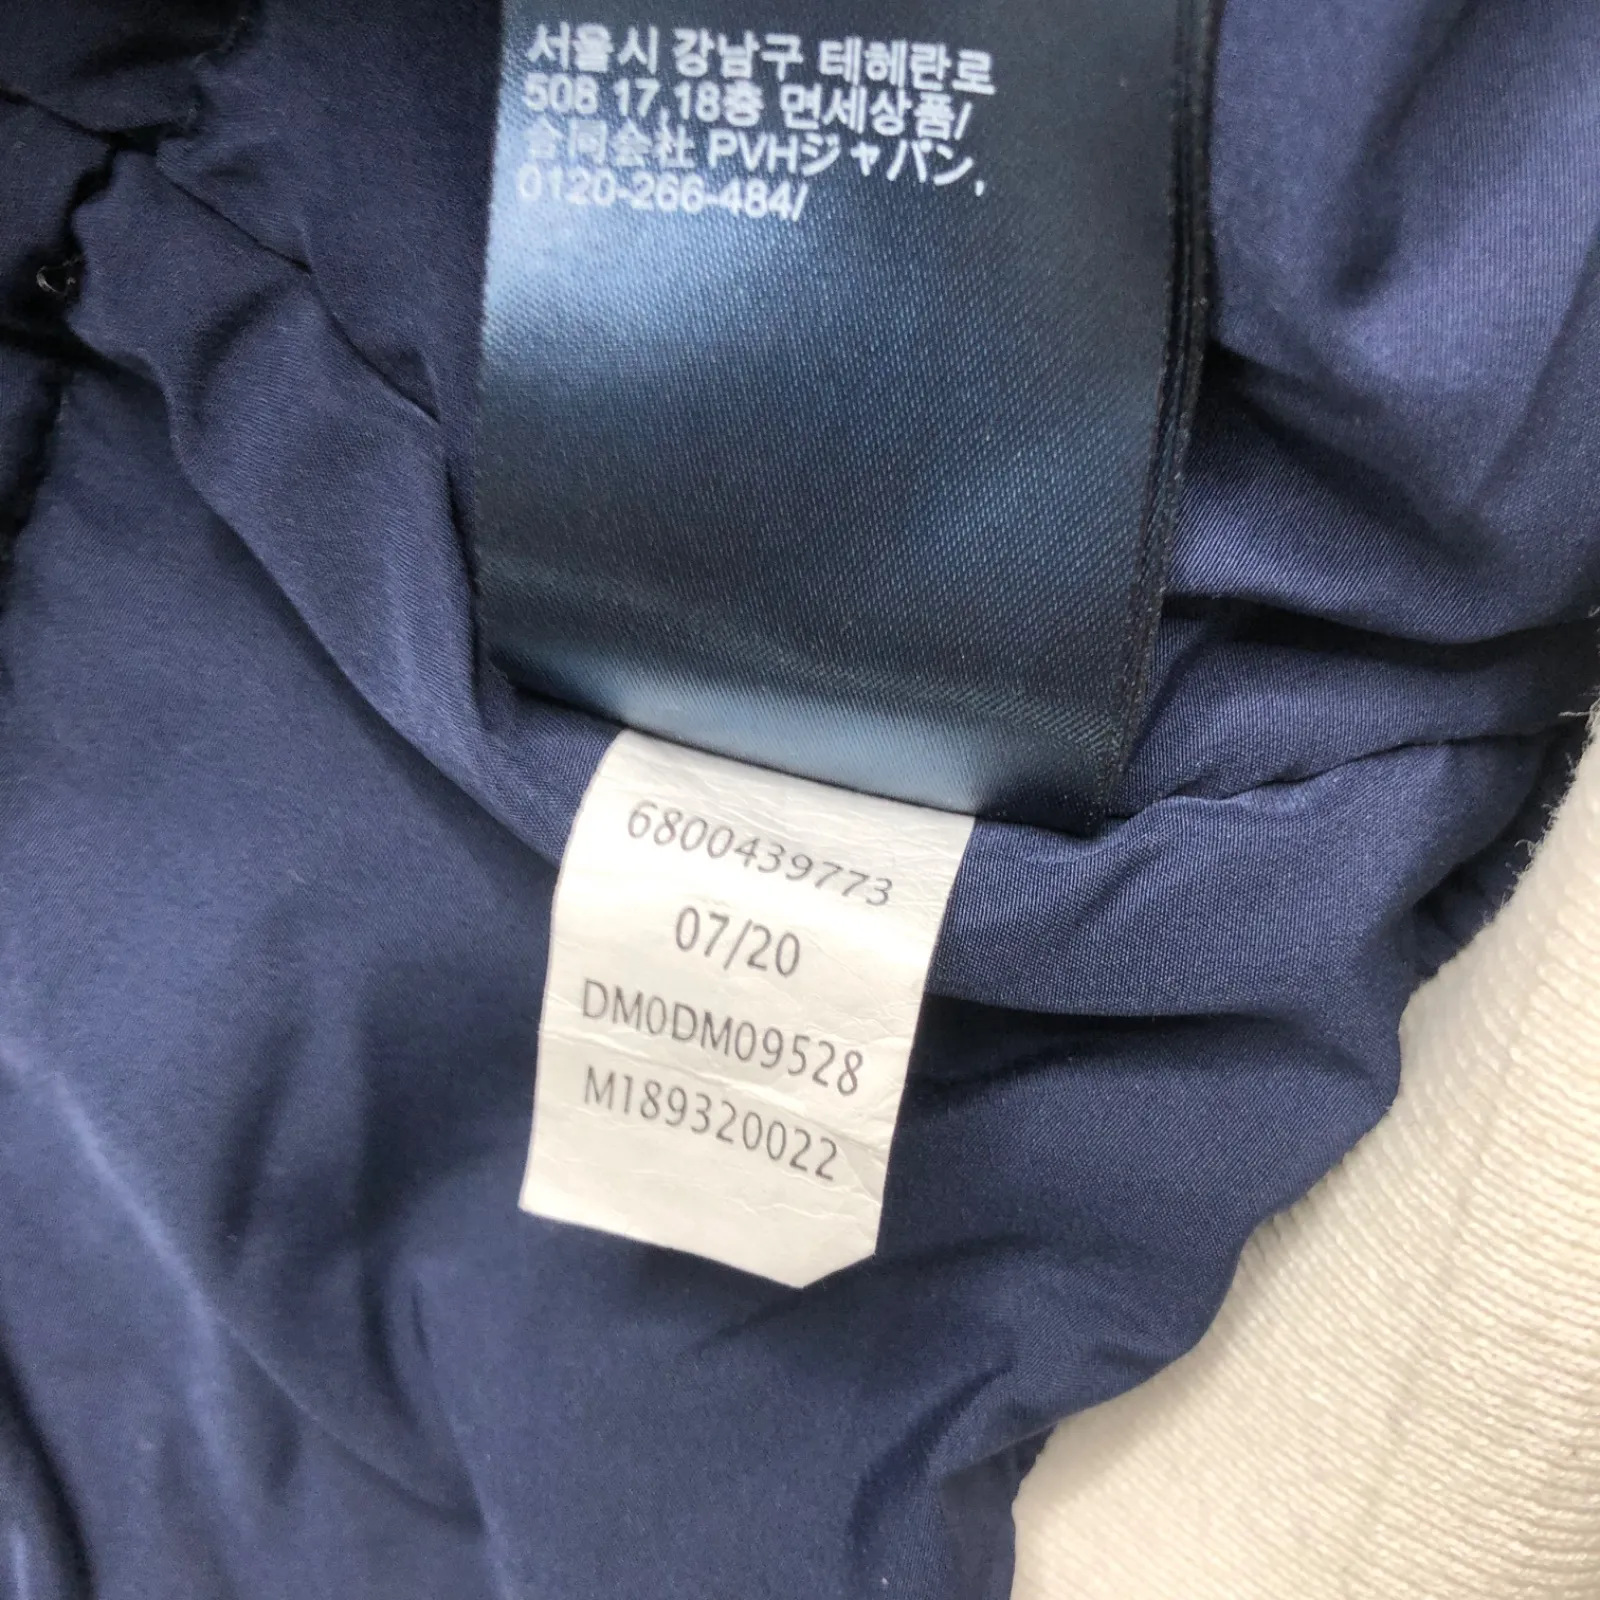 서울시 강남구 테헤란로
508 17,18층 면세상품/
合同会社 PVHジャパン,
0120-266-484/
6800439773
07/20
DM0DM09528
M189320022